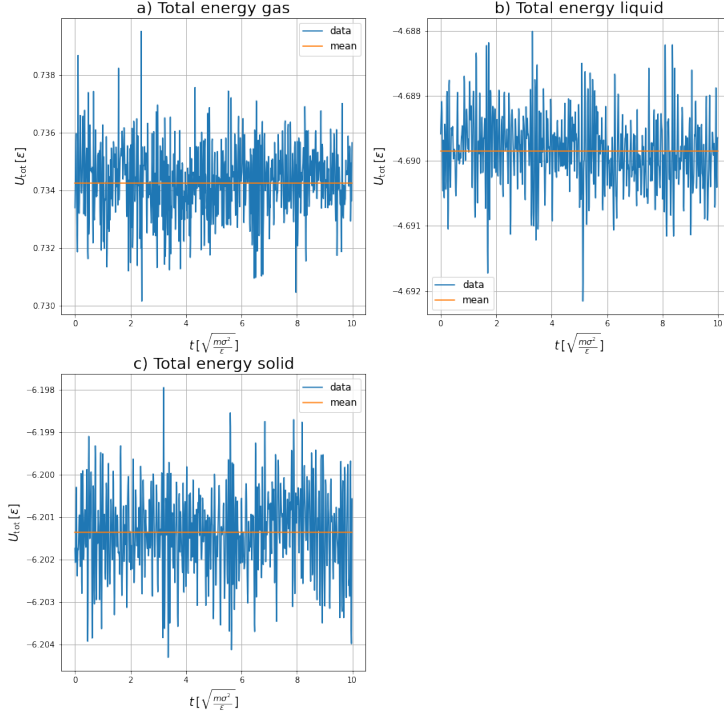 a) Total energy gas
0.738
0.736
0.734
0.732
0.730
U_tot [ε]
data
mean
0 2 4 6 8 10
t [√(mσ²/ε)]
b) Total energy liquid
−4.688
−4.689
−4.690
−4.691
−4.692
U_tot [ε]
data
mean
0 2 4 6 8 10
t [√(mσ²/ε)]
c) Total energy solid
−6.198
−6.199
−6.200
−6.201
−6.202
−6.203
−6.204
U_tot [ε]
data
mean
0 2 4 6 8 10
t [√(mσ²/ε)]